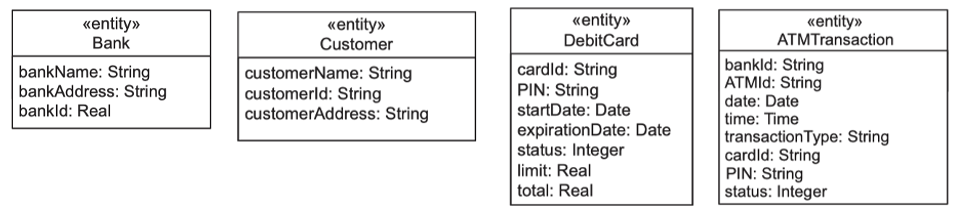 «entity»
Bank
bankName: String
bankAddress: String
bankId: Real
«entity»
Customer
customerName: String
customerId: String
customerAddress: String
«entity»
DebitCard
cardId: String
PIN: String
startDate: Date
expirationDate: Date
status: Integer
limit: Real
total: Real
«entity»
ATMTransaction
bankId: String
ATMId: String
date: Date
time: Time
transactionType: String
cardId: String
PIN: String
status: Integer